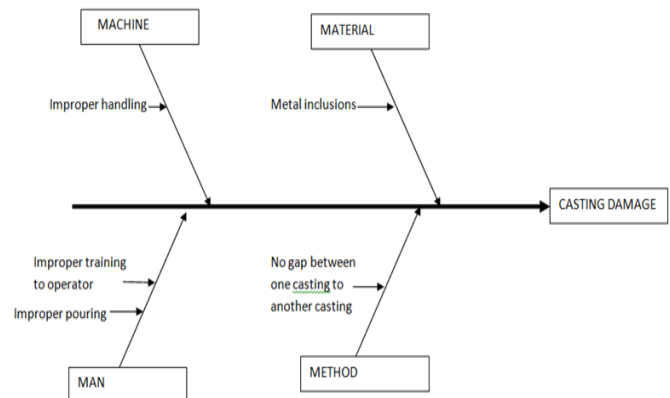 MACHINE
MATERIAL
Improper handling
Metal inclusions
CASTING DAMAGE
Improper training
to operator
Improper pouring
No gap between
one casting to
another casting
MAN
METHOD